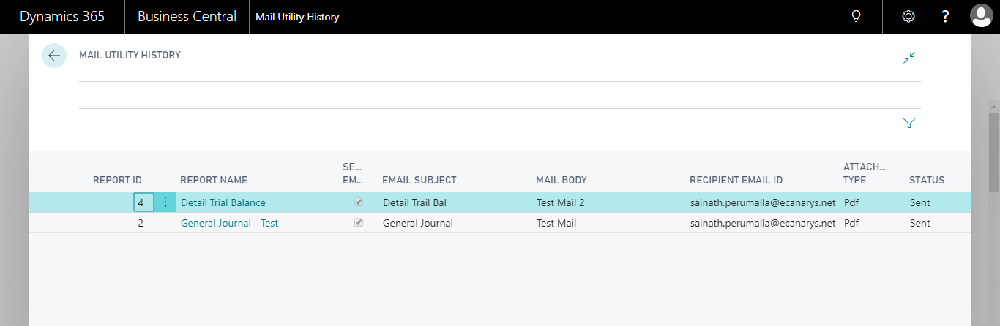 Dynamics 365 Business Central Mail Utility History ?
MAIL UTILITY HISTORY
REPORT ID REPORT NAME SE... EM... EMAIL SUBJECT MAIL BODY RECIPIENT EMAIL ID ATTACH... TYPE STATUS
4 Detail Trial Balance Detail Trail Bal Test Mail 2 sainath.perumalla@ecanarys.net Pdf Sent
2 General Journal - Test General Journal Test Mail sainath.perumalla@ecanarys.net Pdf Sent